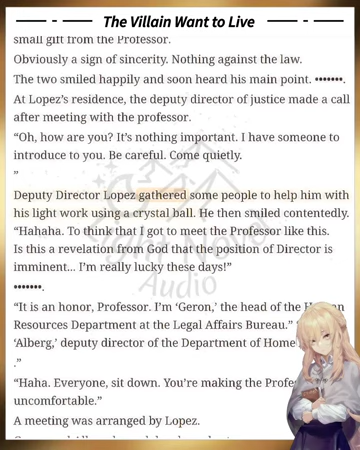 The Villain Want to Live
small gift from the Professor.
Obviously a sign of sincerity. Nothing against the law.
The two smiled happily and soon heard his main point. •••••••.
At Lopez’s residence, the deputy director of justice made a call
after meeting with the professor.
“Oh, how are you? It’s nothing important. I have someone to
introduce to you. Be careful. Come quietly.
”
Deputy Director Lopez gathered some people to help him with
his light work using a crystal ball. He then smiled contentedly.
“Hahaha. To think that I got to meet the Professor like this.
Is this a revelation from God that the position of Director is
imminent... I’m really lucky these days!”
Light Novel
Audio
•••••••.
“It is an honor, Professor. I’m ‘Geron,’ the head of the
Resources Department at the Legal Affairs Bureau.”
‘Alberg,’ deputy director of the Department of Home
.”
“Haha. Everyone, sit down. You’re making the
uncomfortable.”
A meeting was arranged by Lopez.